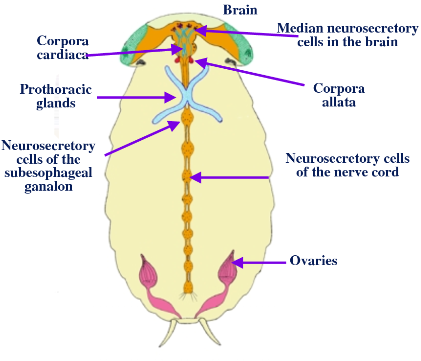 Brain
Median neurosecretory
cells in the brain
Corpora
cardiaca
Prothoracic
glands
Corpora
allata
Neurosecretory
cells of the
subesophageal
ganalon
Neurosecretory cells
of the nerve cord
Ovaries